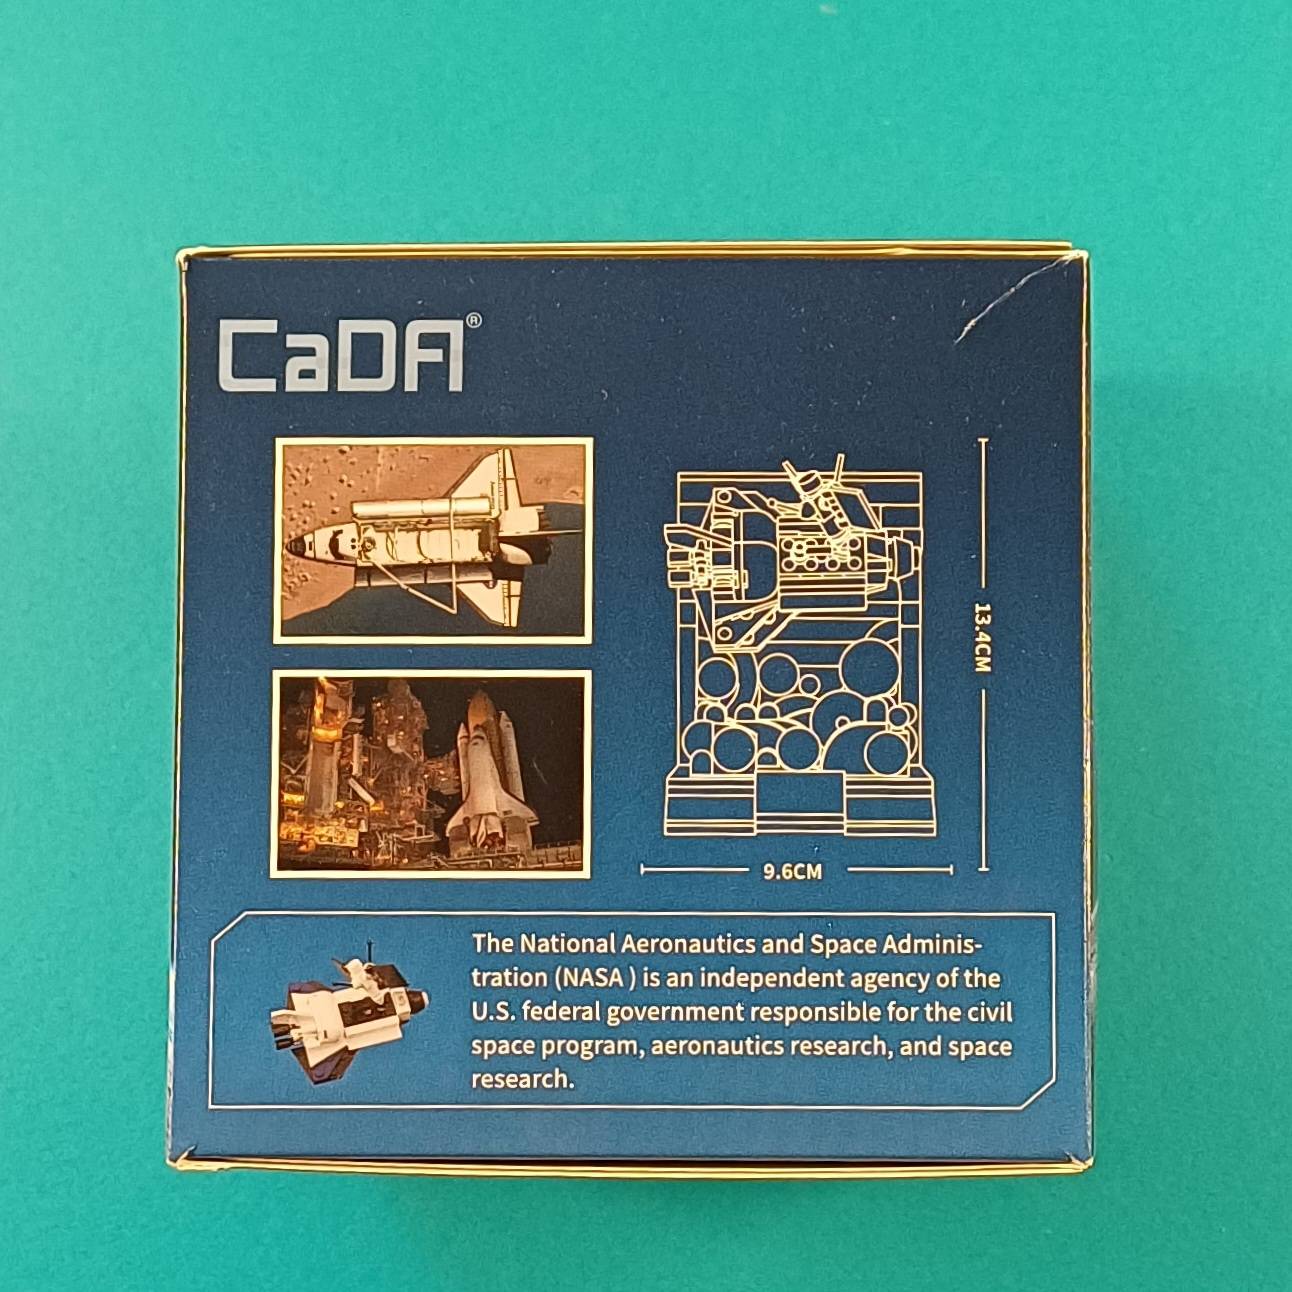 CaDA®
13.4CM
9.6CM
The National Aeronautics and Space Adminis-
tration (NASA ) is an independent agency of the
U.S. federal government responsible for the civil
space program, aeronautics research, and space
research.